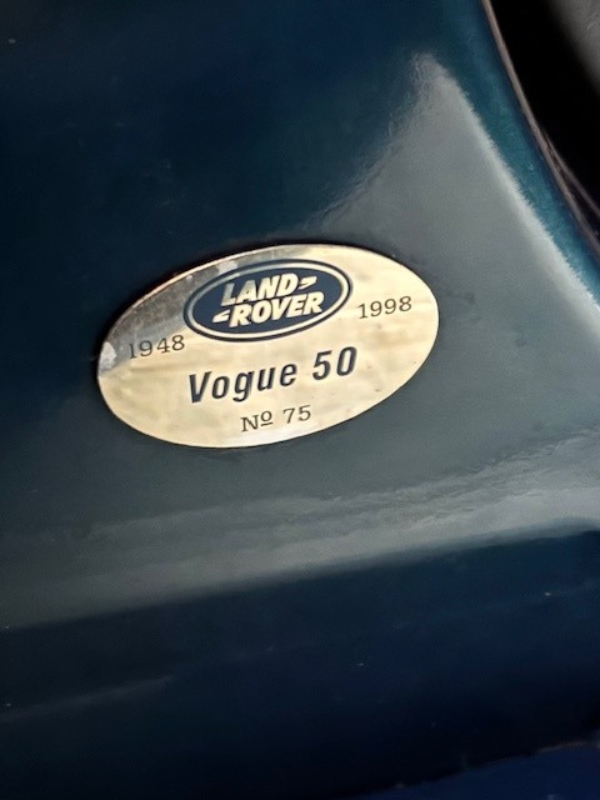 LAND-
-ROVER
1948 1998
Vogue 50
Nº 75